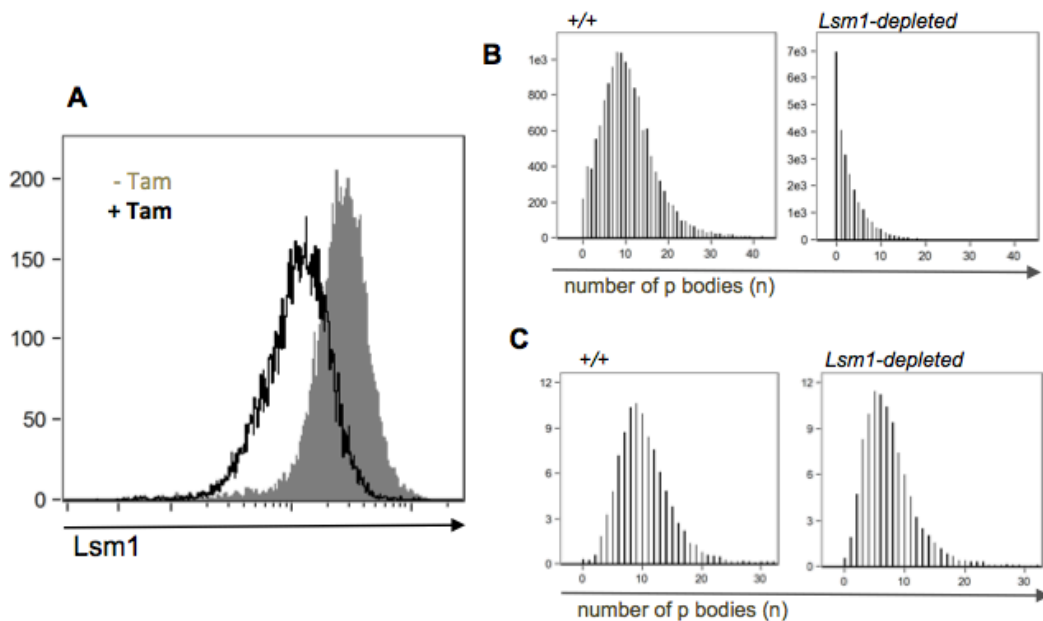 A
- Tam
+ Tam
200
150
100
50
0
Lsm1
B
+/+
Lsm1-depleted
1e3
800
600
400
200
0
0 10 20 30 40
7e3
6e3
5e3
4e3
3e3
2e3
1e3
0
0 10 20 30 40
number of p bodies (n)
C
+/+
Lsm1-depleted
12
9
6
3
0
0 10 20 30
12
9
6
3
0
0 10 20 30
number of p bodies (n)